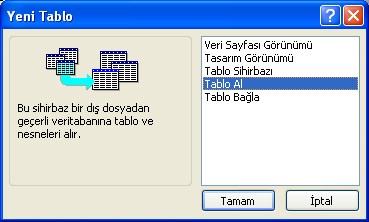 Yeni Tablo
Bu sihirbaz bir dış dosyadan
geçerli veritabanına tablo ve
nesneleri alır.
Veri Sayfası Görünümü
Tasarım Görünümü
Tablo Sihirbazı
Tablo Al
Tablo Bağla
Tamam
İptal